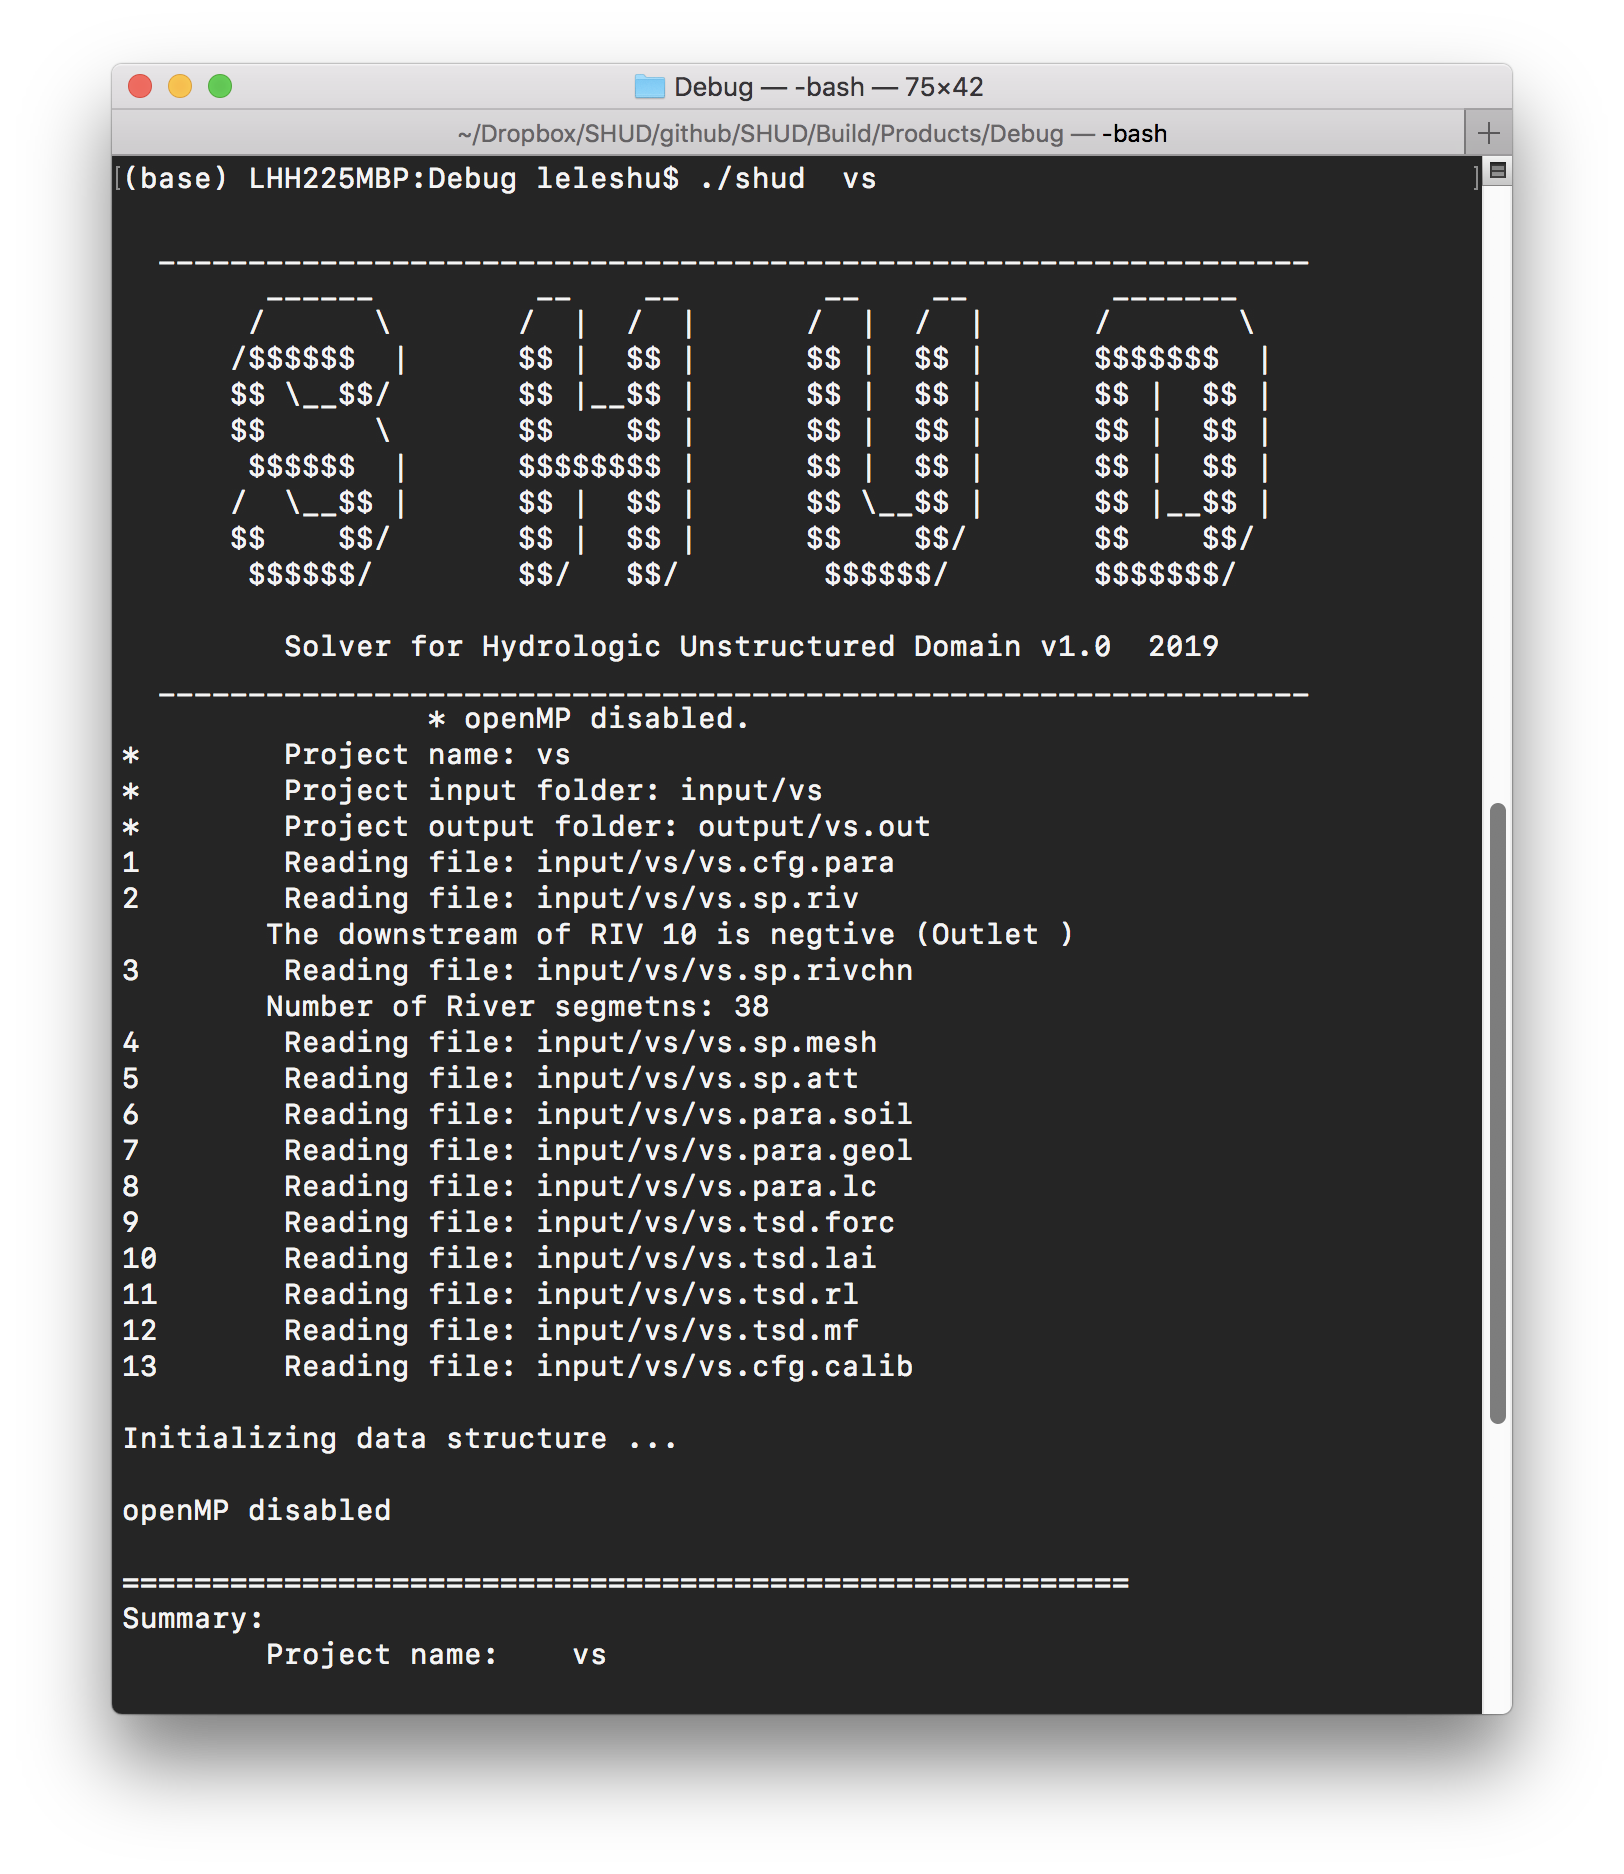 Debug — -bash — 75×42
~/Dropbox/SHUD/github/SHUD/Build/Products/Debug — -bash
[(base) LHH225MBP:Debug leleshu$ ./shud  vs ]
  ________________________________________________________________
        ______         __    __        __    __        _______
       /      \       /  |  /  |      /  |  /  |      /       \
      /$$$$$$  |      $$ |  $$ |      $$ |  $$ |      $$$$$$$  |
      $$ \__$$/       $$ |__$$ |      $$ |  $$ |      $$ |  $$ |
      $$      \       $$    $$ |      $$ |  $$ |      $$ |  $$ |
       $$$$$$  |      $$$$$$$$ |      $$ |  $$ |      $$ |  $$ |
      /  \__$$ |      $$ |  $$ |      $$ \__$$ |      $$ |__$$ |
      $$    $$/       $$ |  $$ |      $$    $$/       $$    $$/
       $$$$$$/        $$/   $$/        $$$$$$/        $$$$$$$/
         Solver for Hydrologic Unstructured Domain v1.0  2019
  ________________________________________________________________
                 * openMP disabled.
*        Project name: vs
*        Project input folder: input/vs
*        Project output folder: output/vs.out
1        Reading file: input/vs/vs.cfg.para
2        Reading file: input/vs/vs.sp.riv
        The downstream of RIV 10 is negtive (Outlet )
3        Reading file: input/vs/vs.sp.rivchn
        Number of River segmetns: 38
4        Reading file: input/vs/vs.sp.mesh
5        Reading file: input/vs/vs.sp.att
6        Reading file: input/vs/vs.para.soil
7        Reading file: input/vs/vs.para.geol
8        Reading file: input/vs/vs.para.lc
9        Reading file: input/vs/vs.tsd.forc
10       Reading file: input/vs/vs.tsd.lai
11       Reading file: input/vs/vs.tsd.rl
12       Reading file: input/vs/vs.tsd.mf
13       Reading file: input/vs/vs.cfg.calib
Initializing data structure ...
openMP disabled
========================================================
Summary:
        Project name:    vs